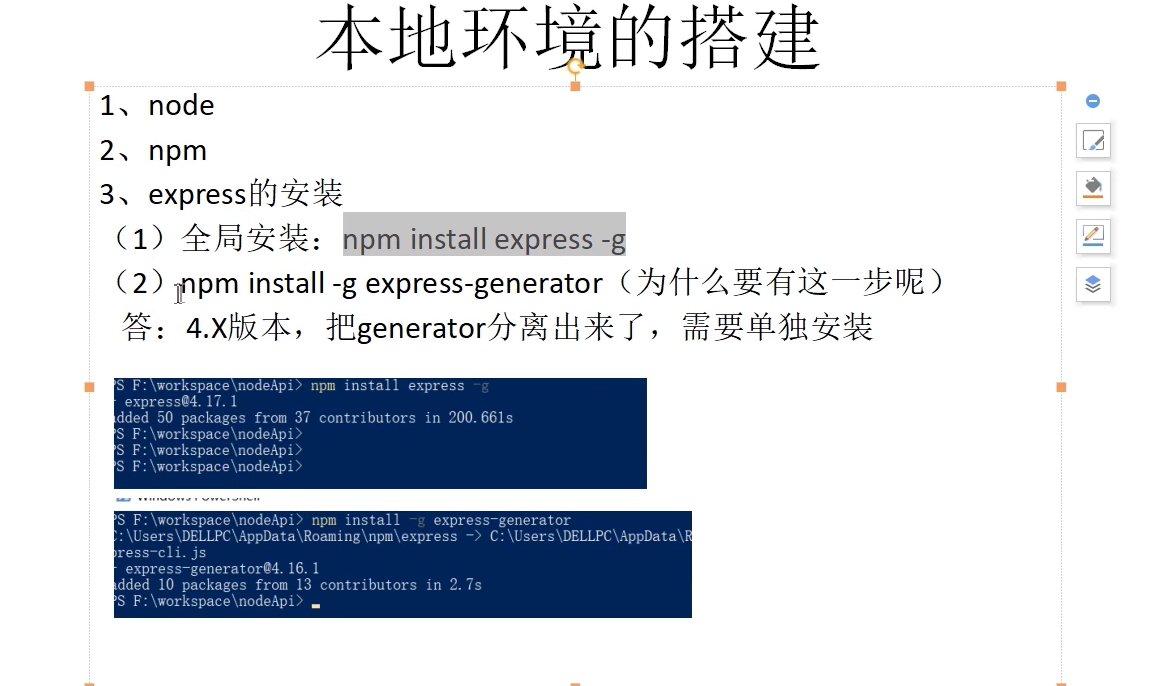 本地环境的搭建
1、node
2、npm
3、express的安装
（1）全局安装：npm install express -g
（2）npm install -g express-generator（为什么要有这一步呢）
答：4.X版本，把generator分离出来了，需要单独安装
PS F:\workspace\nodeApi> npm install express -g
express@4.17.1
added 50 packages from 37 contributors in 200.661s
PS F:\workspace\nodeApi>
PS F:\workspace\nodeApi>
PS F:\workspace\nodeApi>
Windows PowerShell
PS F:\workspace\nodeApi> npm install -g express-generator
C:\Users\DELLPC\AppData\Roaming\npm\express -> C:\Users\DELLPC\AppData\R
press-cli.js
express-generator@4.16.1
added 10 packages from 13 contributors in 2.7s
PS F:\workspace\nodeApi>